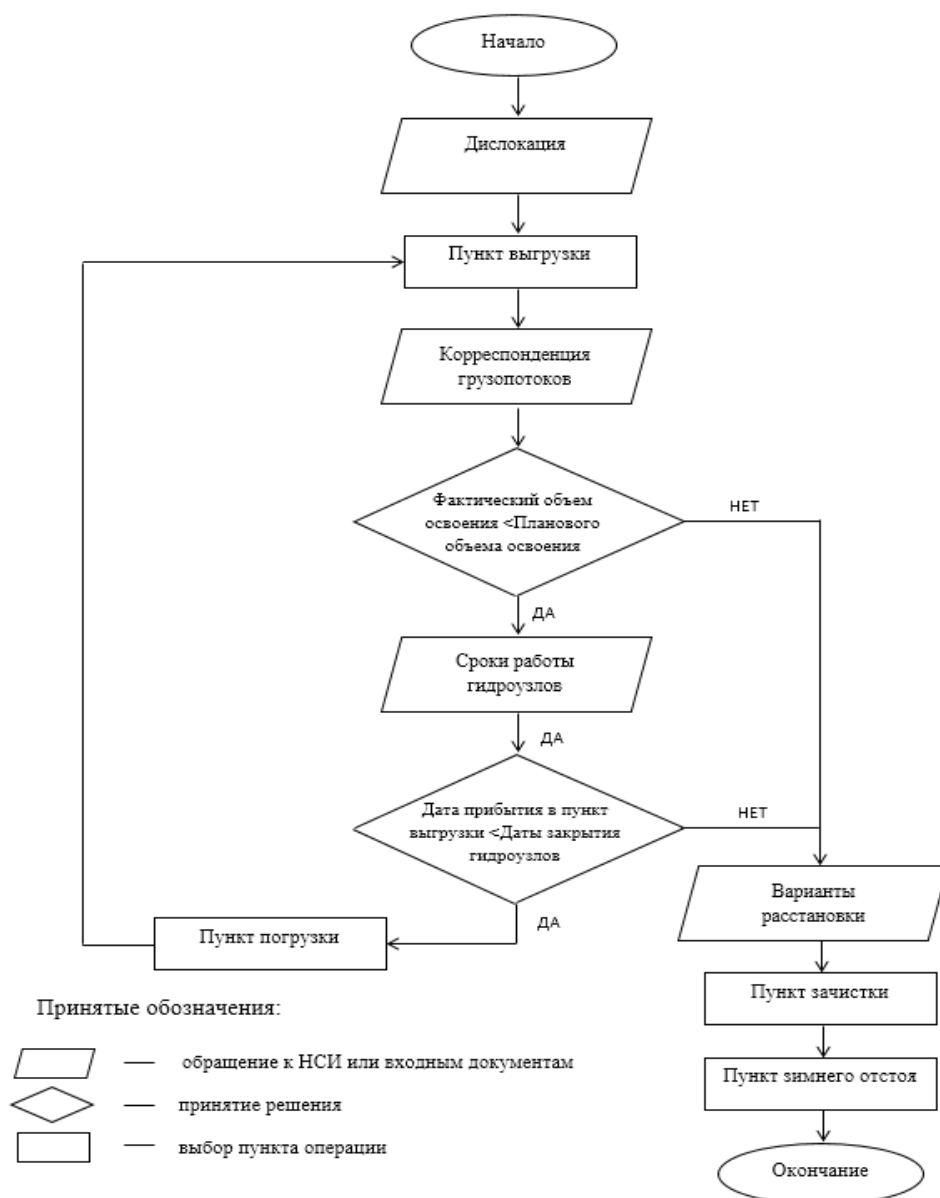 Начало
Дислокация
Пункт выгрузки
Корреспонденция
грузопотоков
Фактический объем
освоения <Планового
объема освоения
НЕТ
ДА
Сроки работы
гидроузлов
ДА
Дата прибытия в пункт
выгрузки <Даты закрытия
гидроузлов
НЕТ
ДА
Пункт погрузки
Варианты
расстановки
Пункт зачистки
Пункт зимнего отстоя
Окончание
Принятые обозначения:
— обращение к НСИ или входным документам
— принятие решения
— выбор пункта операции